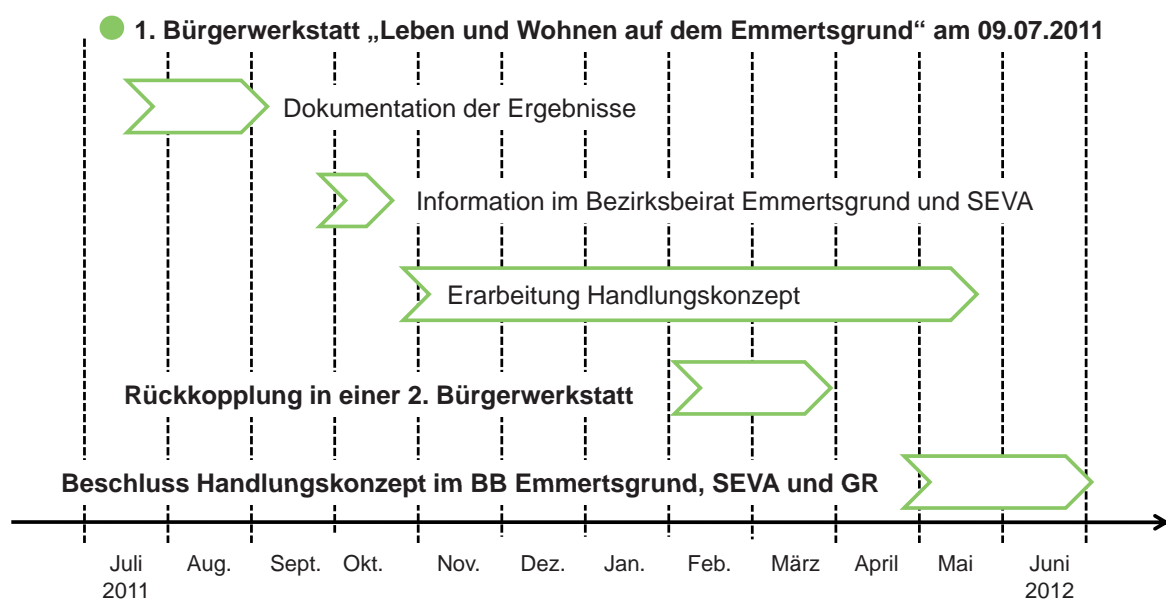 1. Bürgerwerkstatt „Leben und Wohnen auf dem Emmertsgrund“ am 09.07.2011
Dokumentation der Ergebnisse
Information im Bezirksbeirat Emmertsgrund und SEVA
Erarbeitung Handlungskonzept
Rückkopplung in einer 2. Bürgerwerkstatt
Beschluss Handlungskonzept im BB Emmertsgrund, SEVA und GR
Juli Aug. Sept. Okt. Nov. Dez. Jan. Feb. März April Mai Juni
2011 2012